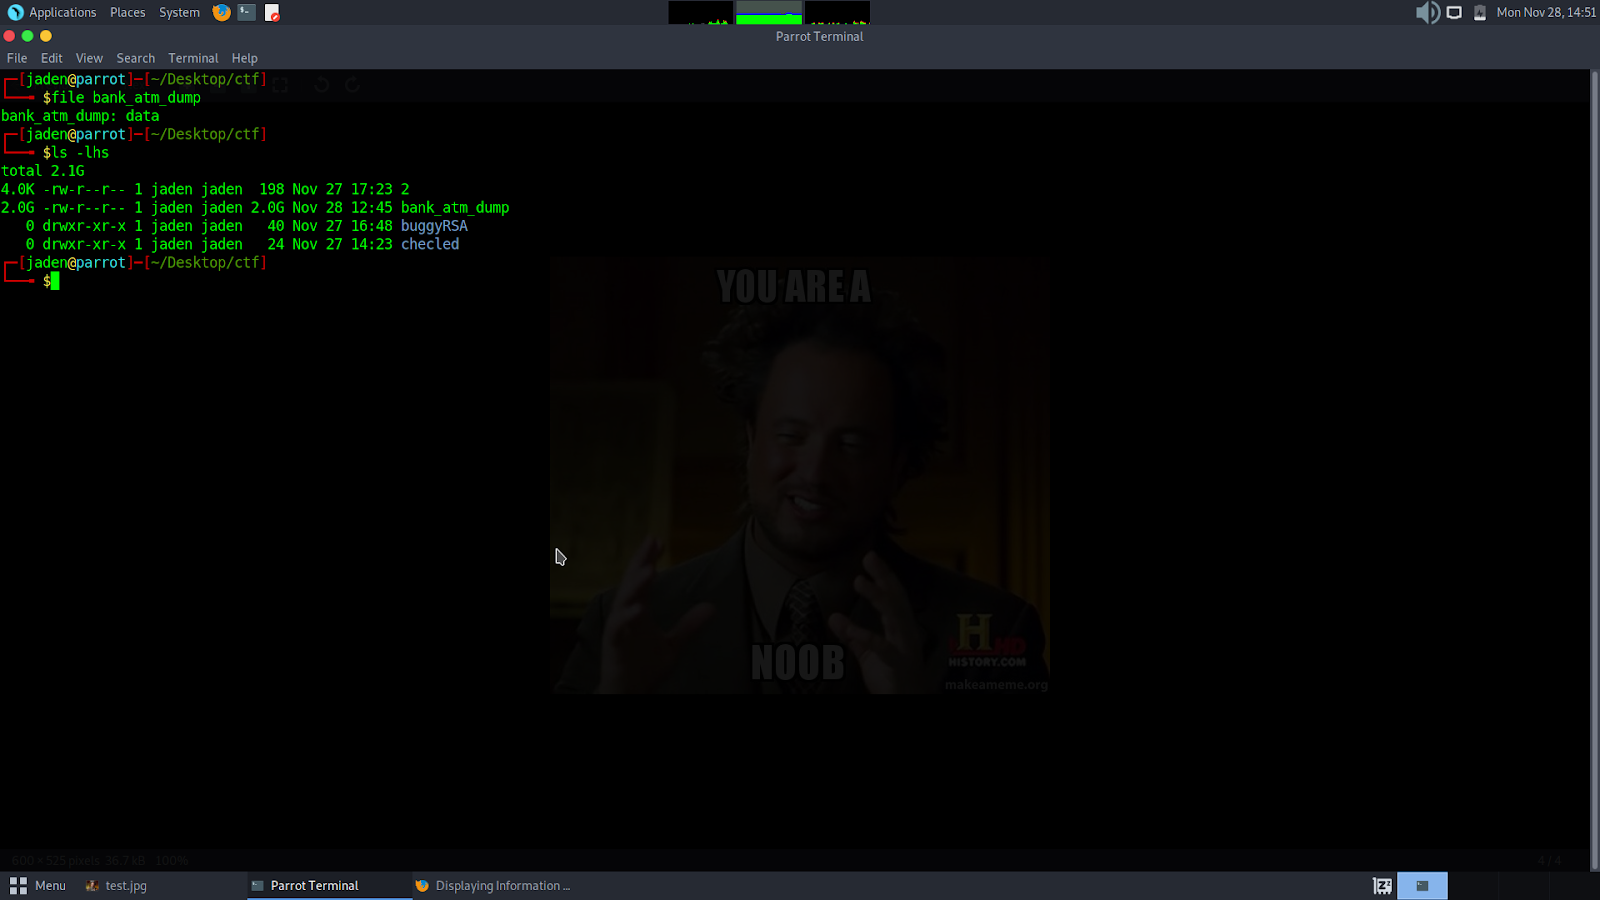 Applications Places System
Mon Nov 28, 14:51
Parrot Terminal
File Edit View Search Terminal Help
┌─[jaden@parrot]─[~/Desktop/ctf]
└──╼ $file bank_atm_dump
bank_atm_dump: data
┌─[jaden@parrot]─[~/Desktop/ctf]
└──╼ $ls -lhs
total 2.1G
4.0K -rw-r--r-- 1 jaden jaden  198 Nov 27 17:23 2
2.0G -rw-r--r-- 1 jaden jaden 2.0G Nov 28 12:45 bank_atm_dump
   0 drwxr-xr-x 1 jaden jaden   40 Nov 27 16:48 buggyRSA
   0 drwxr-xr-x 1 jaden jaden   24 Nov 27 14:23 checled
┌─[jaden@parrot]─[~/Desktop/ctf]
└──╼ $
YOU ARE A
NOOB
H HD
HISTORY.COM
makeameme.org
600 × 525 pixels 36.7 kB 100%
4 / 4
Menu test.jpg Parrot Terminal Displaying Information ...